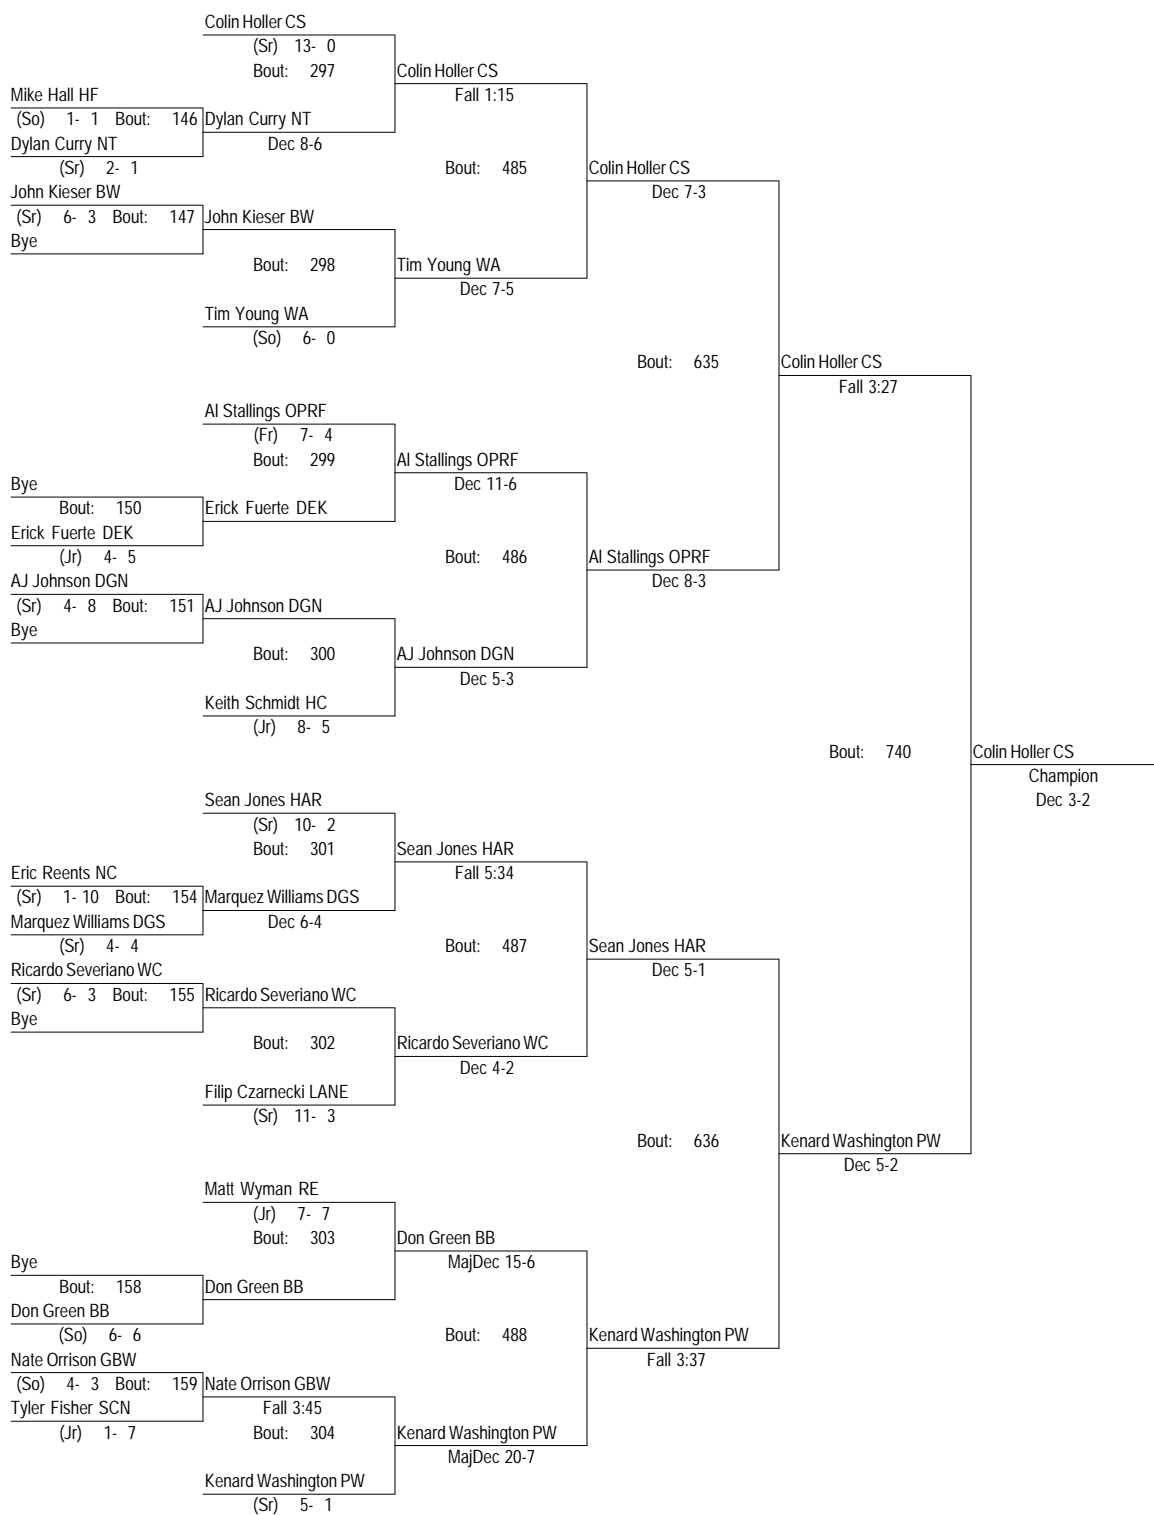 Colin Holler CS
(Sr) 13- 0
Bout: 297
Colin Holler CS
Mike Hall HF
Fall 1:15
(So) 1- 1 Bout: 146 Dylan Curry NT
Dylan Curry NT
Dec 8-6
(Sr) 2- 1
Bout: 485
Colin Holler CS
John Kieser BW
Dec 7-3
(Sr) 6- 3 Bout: 147 John Kieser BW
Bye
Bout: 298
Tim Young WA
Dec 7-5
Tim Young WA
(So) 6- 0
Bout: 635
Colin Holler CS
Fall 3:27
Al Stallings OPRF
(Fr) 7- 4
Bout: 299
Al Stallings OPRF
Bye
Dec 11-6
Bout: 150
Erick Fuerte DEK
Erick Fuerte DEK
(Jr) 4- 5
Bout: 486
Al Stallings OPRF
AJ Johnson DGN
Dec 8-3
(Sr) 4- 8 Bout: 151 AJ Johnson DGN
Bye
Bout: 300
AJ Johnson DGN
Dec 5-3
Keith Schmidt HC
(Jr) 8- 5
Bout: 740
Colin Holler CS
Champion
Dec 3-2
Sean Jones HAR
(Sr) 10- 2
Bout: 301
Sean Jones HAR
Eric Reents NC
Fall 5:34
(Sr) 1- 10 Bout: 154 Marquez Williams DGS
Marquez Williams DGS
Dec 6-4
(Sr) 4- 4
Bout: 487
Sean Jones HAR
Ricardo Severiano WC
Dec 5-1
(Sr) 6- 3 Bout: 155 Ricardo Severiano WC
Bye
Bout: 302
Ricardo Severiano WC
Dec 4-2
Filip Czarnecki LANE
(Sr) 11- 3
Bout: 636
Kenard Washington PW
Dec 5-2
Matt Wyman RE
(Jr) 7- 7
Bout: 303
Don Green BB
Bye
MajDec 15-6
Bout: 158
Don Green BB
Don Green BB
(So) 6- 6
Bout: 488
Kenard Washington PW
Nate Orrison GBW
Fall 3:37
(So) 4- 3 Bout: 159 Nate Orrison GBW
Tyler Fisher SCN
Fall 3:45
(Jr) 1- 7
Bout: 304
Kenard Washington PW
MajDec 20-7
Kenard Washington PW
(Sr) 5- 1